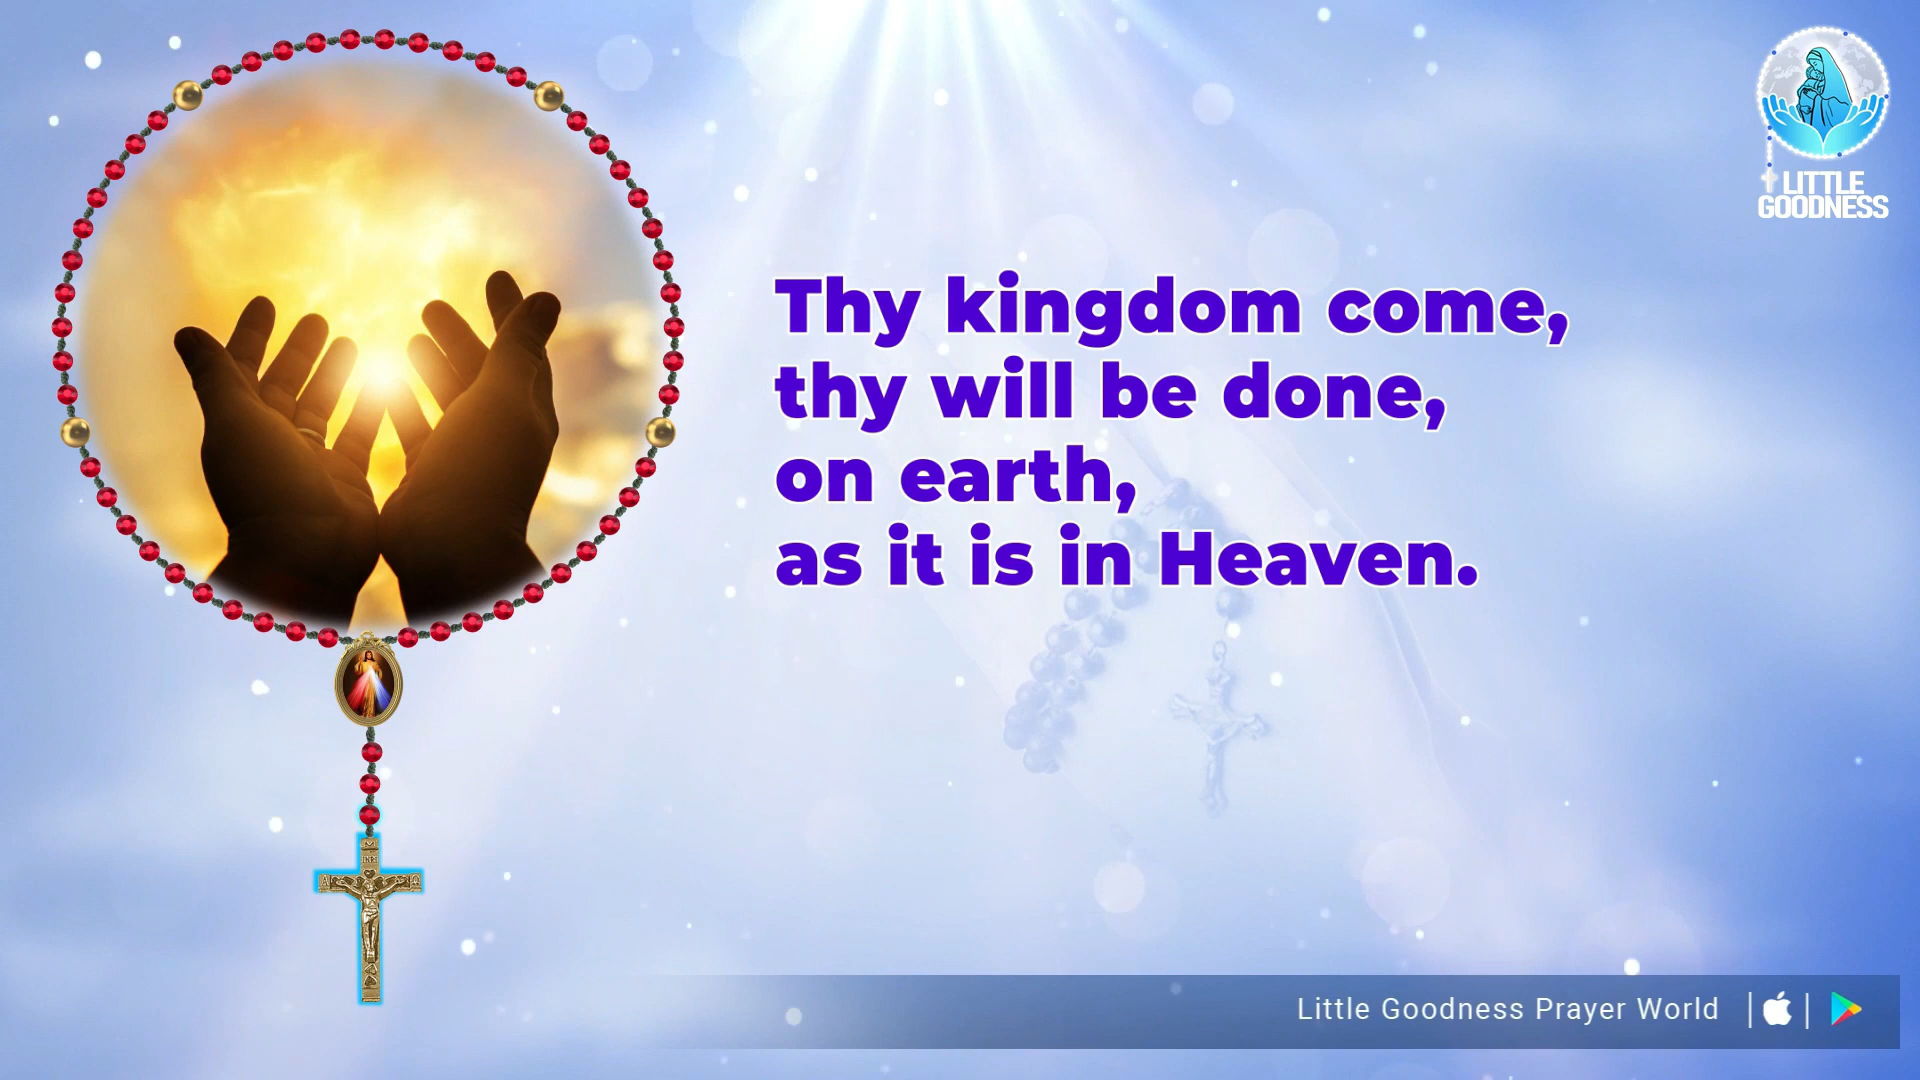 LITTLE
GOODNESS
Thy kingdom come,
thy will be done,
on earth,
as it is in Heaven.
INRI
Little Goodness Prayer World